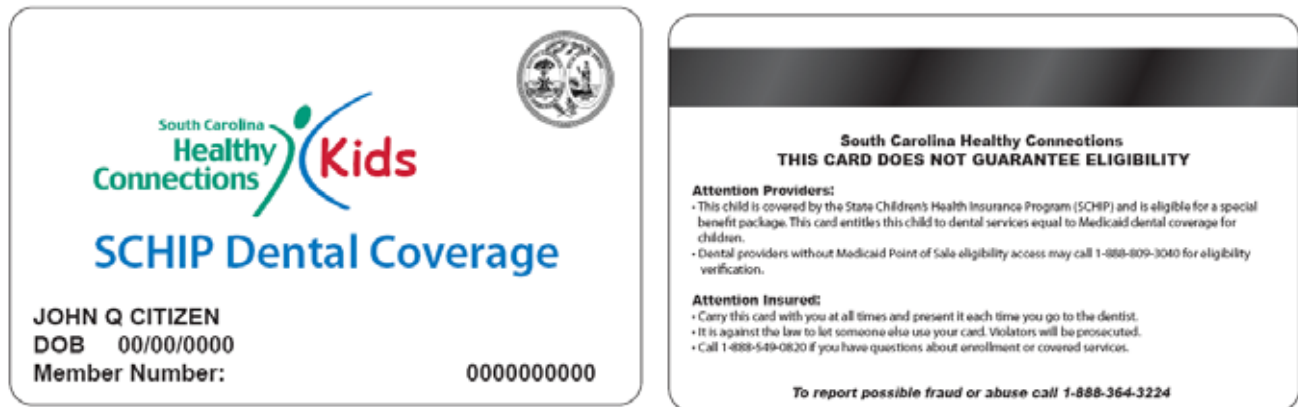 South Carolina
Healthy
Connections
Kids
SCHIP Dental Coverage
JOHN Q CITIZEN
DOB 00/00/0000
Member Number: 0000000000
South Carolina Healthy Connections
THIS CARD DOES NOT GUARANTEE ELIGIBILITY
Attention Providers:
• This child is covered by the State Children's Health Insurance Program (SCHIP) and is eligible for a special
benefit package. This card entitles this child to dental services equal to Medicaid dental coverage for
children.
• Dental providers without Medicaid Point of Sale eligibility access may call 1-888-809-3040 for eligibility
verification.
Attention Insured:
• Carry this card with you at all times and present it each time you go to the dentist.
• It is against the law to let someone else use your card. Violators will be prosecuted.
• Call 1-888-549-0820 if you have questions about enrollment or covered services.
To report possible fraud or abuse call 1-888-364-3224